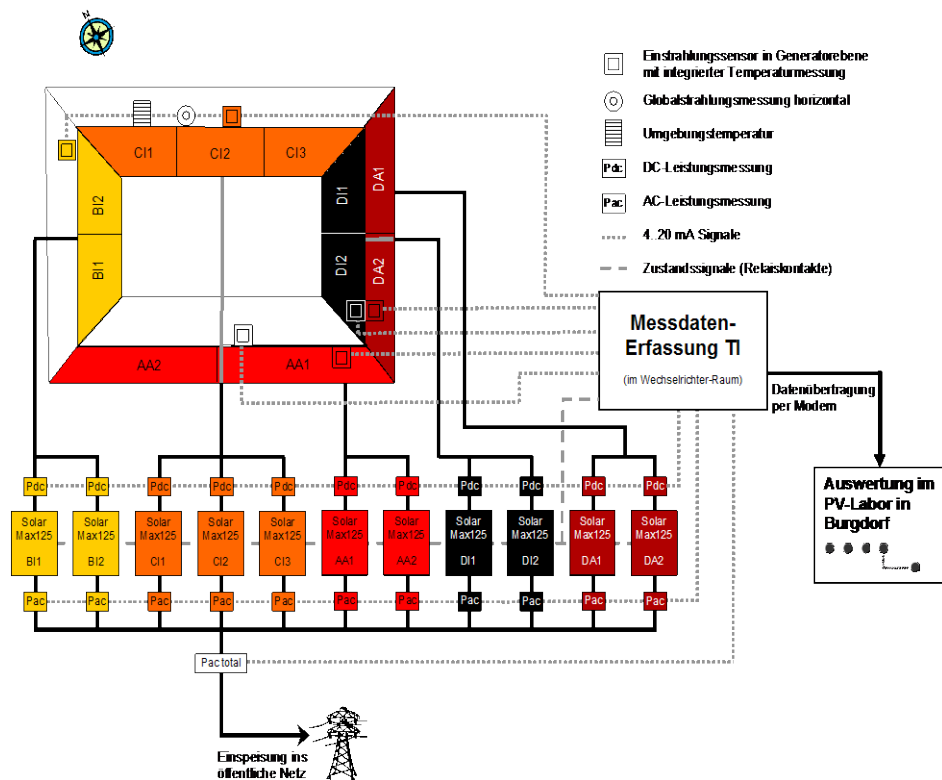 N
Einstrahlungssensor in Generatorebene
mit integrierter Temperaturmessung
Globalstrahlungsmessung horizontal
Umgebungstemperatur
Pdc DC-Leistungsmessung
Pac AC-Leistungsmessung
4..20 mA Signale
Zustandssignale (Relaiskontakte)
CI1 CI2 CI3
BI2
BI1
DI1
DI2
DA1
DA2
AA2 AA1
Messdaten-
Erfassung TI
(im Wechselrichter-Raum)
Datenübertragung
per Modem
Auswertung im
PV-Labor in
Burgdorf
Pdc Pdc Pdc Pdc Pdc Pdc Pdc Pdc Pdc Pdc Pdc
Solar Solar Solar Solar Solar Solar Solar Solar Solar Solar Solar
Max125 Max125 Max125 Max125 Max125 Max125 Max125 Max125 Max125 Max125 Max125
BI1 BI2 CI1 CI2 CI3 AA1 AA2 DI1 DI2 DA1 DA2
Pac Pac Pac Pac Pac Pac Pac Pac Pac Pac Pac
Pac total
Einspeisung ins
öffentliche Netz